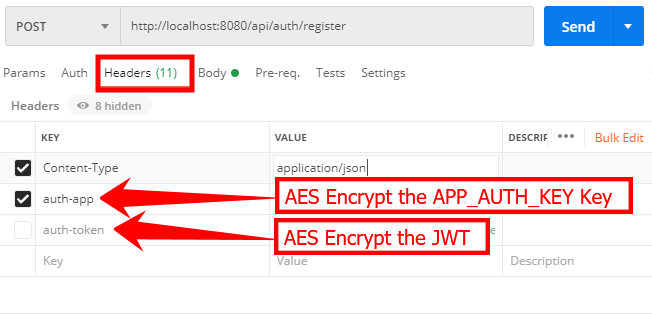 POST http://localhost:8080/api/auth/register Send
Params Auth Headers (11) Body Pre-req. Tests Settings
Headers 8 hidden
KEY VALUE DESCRIP ••• Bulk Edit
Content-Type application/json
auth-app AES Encrypt the APP_AUTH_KEY Key
auth-token AES Encrypt the JWT e
Key Value Description